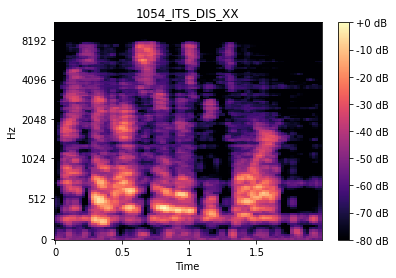 1054_ITS_DIS_XX
+0 dB
8192
-10 dB
4096
-20 dB
-30 dB
2048
Hz
-40 dB
1024
-50 dB
512
-60 dB
-70 dB
0
-80 dB
0 0.5 1 1.5
Time